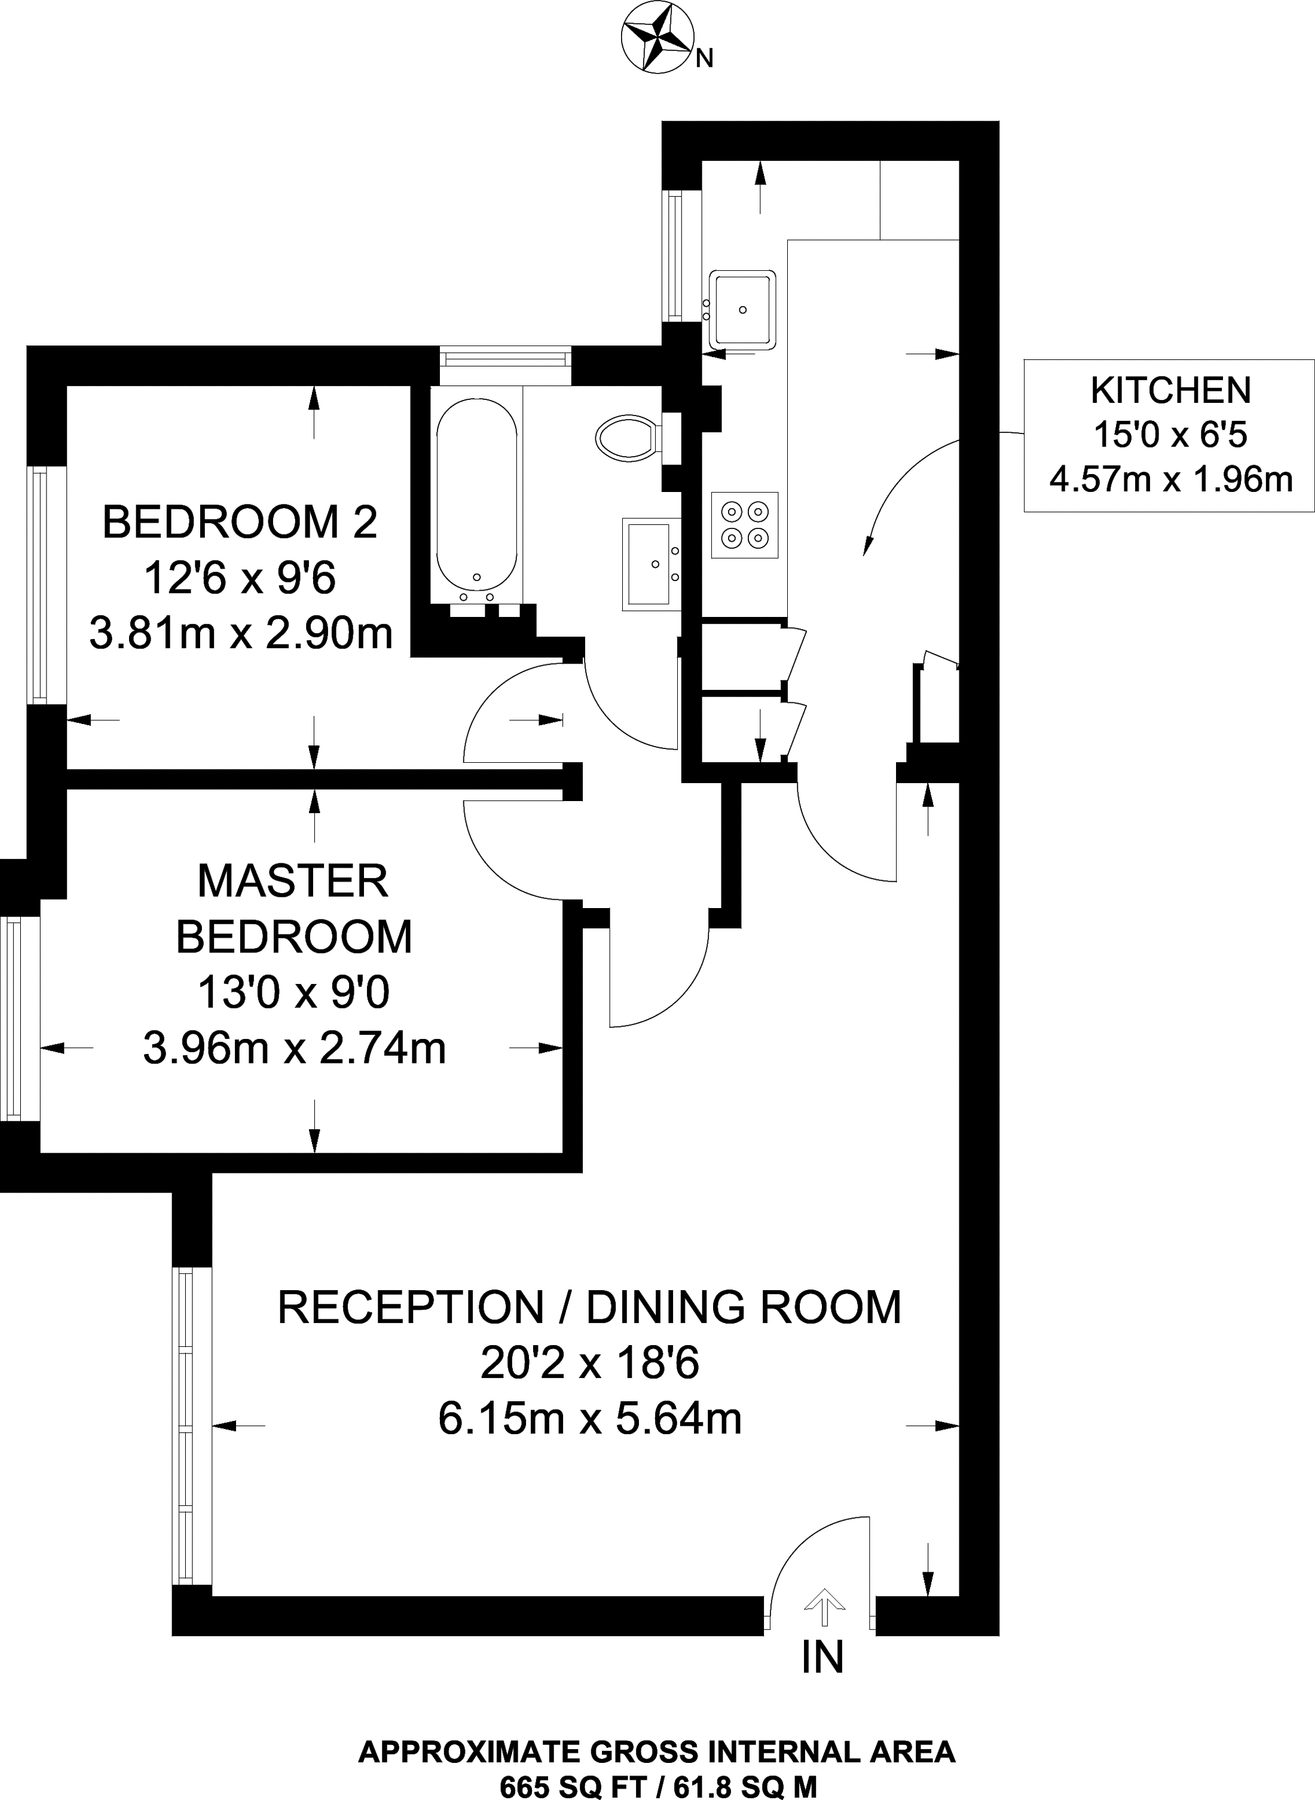 N
KITCHEN
15'0 x 6'5
4.57m x 1.96m
BEDROOM 2
12'6 x 9'6
3.81m x 2.90m
MASTER
BEDROOM
13'0 x 9'0
3.96m x 2.74m
RECEPTION / DINING ROOM
20'2 x 18'6
6.15m x 5.64m
IN
APPROXIMATE GROSS INTERNAL AREA
665 SQ FT / 61.8 SQ M